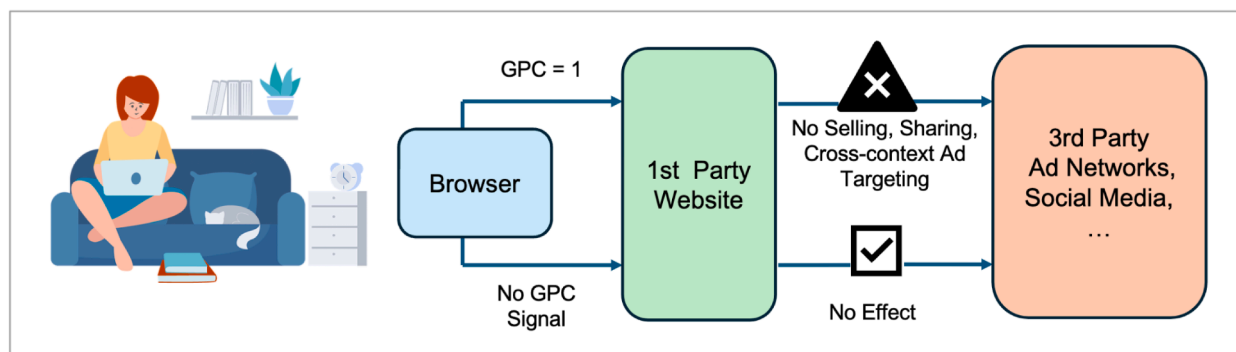 GPC = 1
Browser
No GPC
Signal
1st Party
Website
No Selling, Sharing,
Cross-context Ad
Targeting
No Effect
3rd Party
Ad Networks,
Social Media,
…